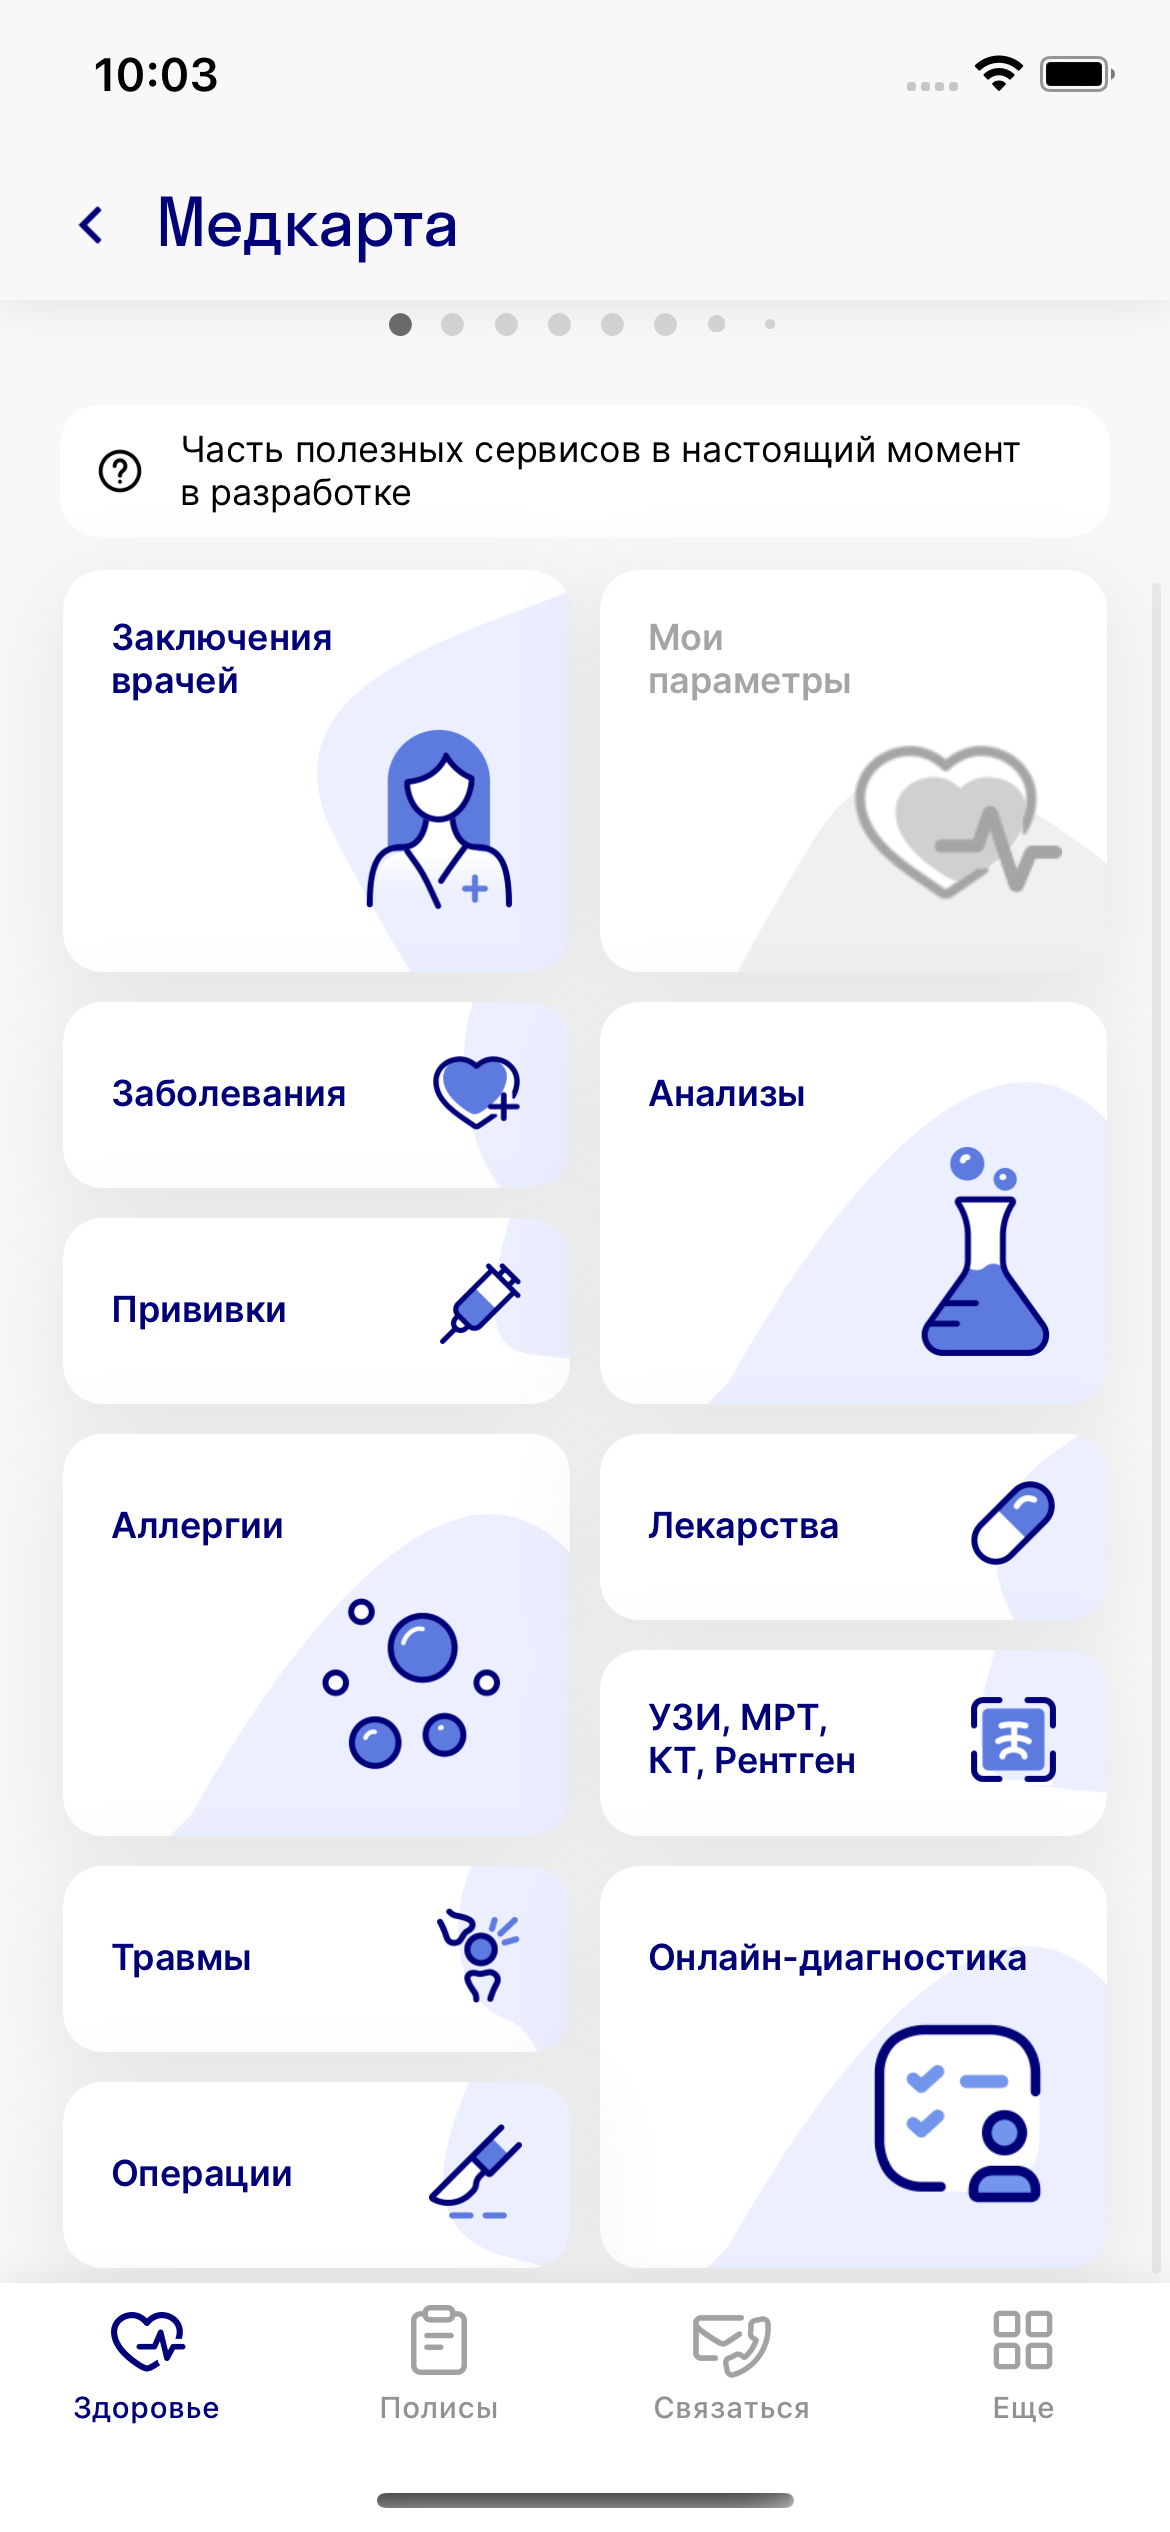 10:03
Медкарта
Часть полезных сервисов в настоящий момент
в разработке
Заключения
врачей
Мои
параметры
Заболевания
Анализы
Прививки
Аллергии
Лекарства
УЗИ, МРТ,
КТ, Рентген
Травмы
Онлайн-диагностика
Операции
Здоровье
Полисы
Связаться
Еще